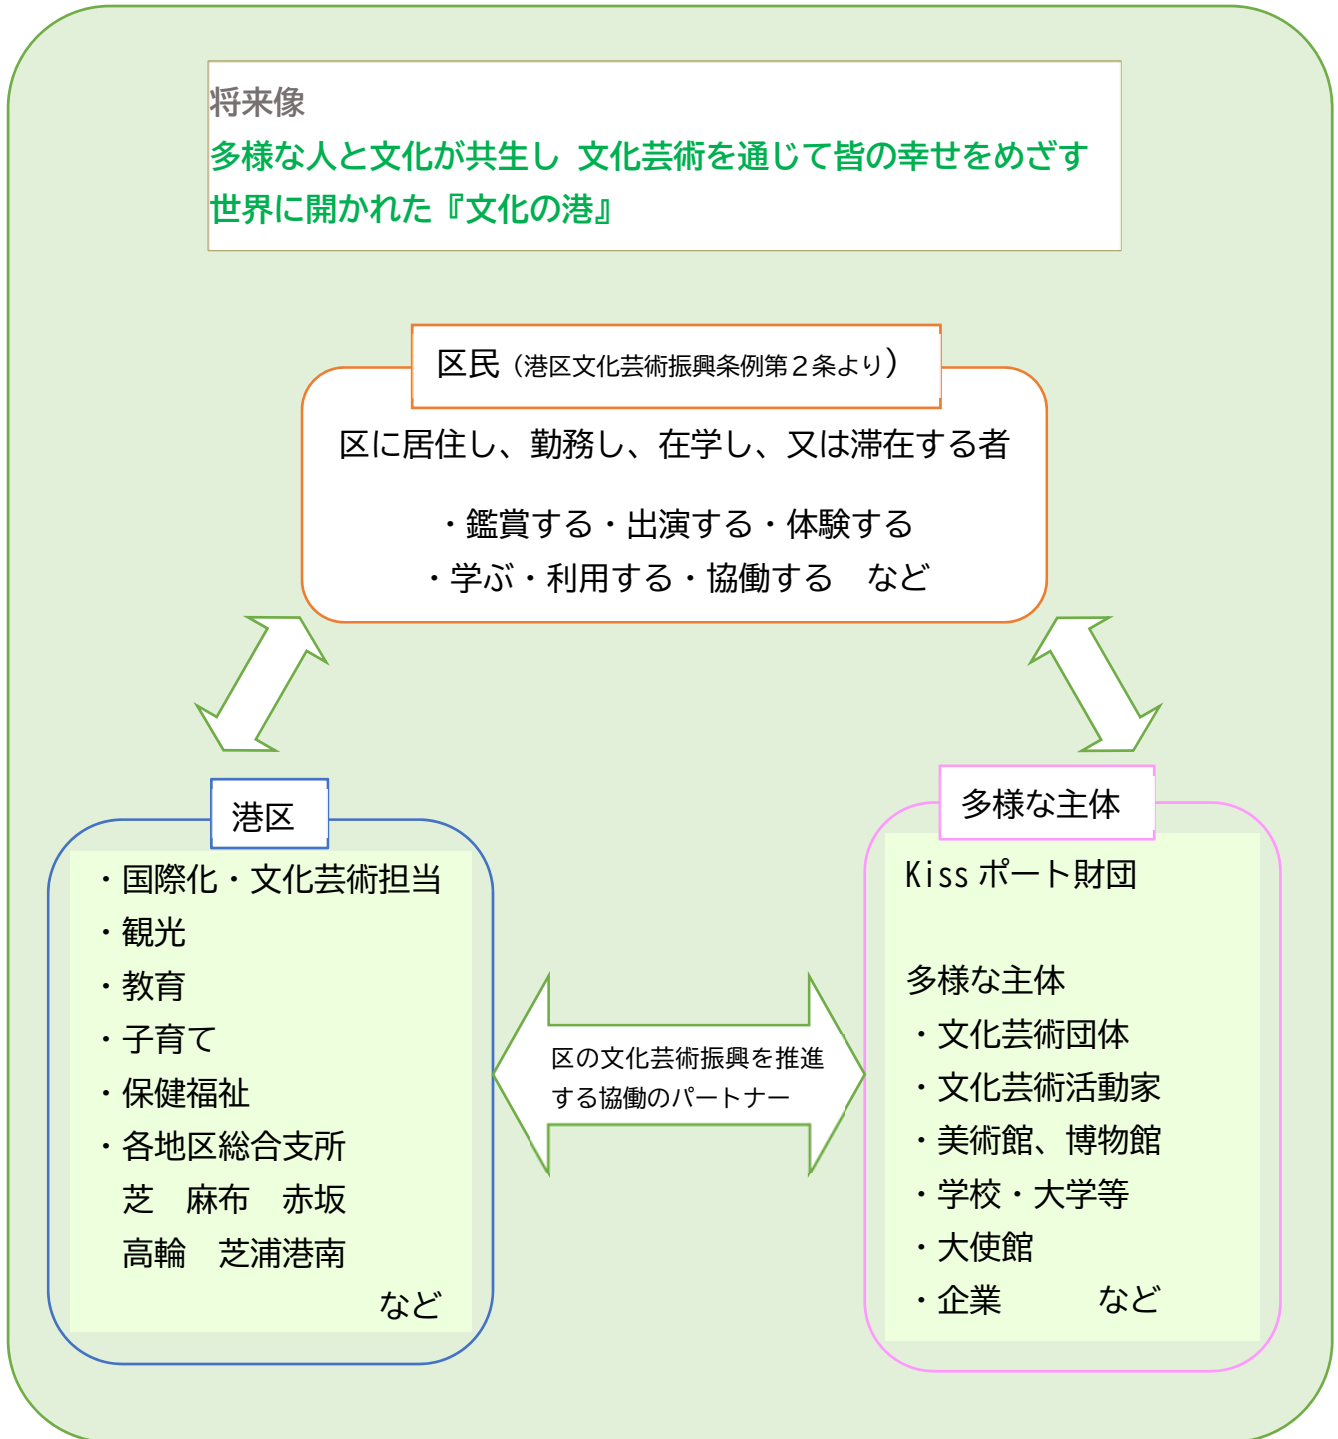 将来像
多様な人と文化が共生し 文化芸術を通じて皆の幸せをめざす
世界に開かれた『文化の港』
区民（港区文化芸術振興条例第２条より）
区に居住し、勤務し、在学し、又は滞在する者
・鑑賞する・出演する・体験する
・学ぶ・利用する・協働する　など
港区
・国際化・文化芸術担当
・観光
・教育
・子育て
・保健福祉
・各地区総合支所
芝　麻布　赤坂
高輪　芝浦港南
など
区の文化芸術振興を推進
する協働のパートナー
多様な主体
Kiss ポート財団
多様な主体
・文化芸術団体
・文化芸術活動家
・美術館、博物館
・学校・大学等
・大使館
・企業　　　など